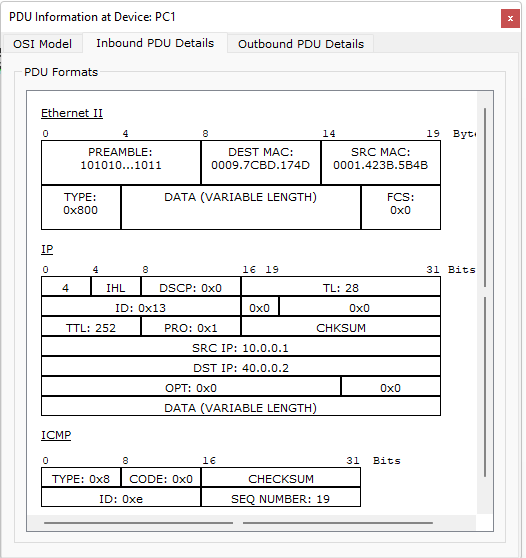 PDU Information at Device: PC1
x
OSI Model Inbound PDU Details Outbound PDU Details
PDU Formats
Ethernet II
0 4 8 14 19 Byte
PREAMBLE: DEST MAC: SRC MAC:
101010...1011 0009.7CBD.174D 0001.423B.5B4B
TYPE: DATA (VARIABLE LENGTH) FCS:
0x800 0x0
IP
0 4 8 16 19 31 Bits
4 IHL DSCP: 0x0 TL: 28
ID: 0x13 0x0 0x0
TTL: 252 PRO: 0x1 CHKSUM
SRC IP: 10.0.0.1
DST IP: 40.0.0.2
OPT: 0x0 0x0
DATA (VARIABLE LENGTH)
ICMP
0 8 16 31 Bits
TYPE: 0x8 CODE: 0x0 CHECKSUM
ID: 0xe SEQ NUMBER: 19